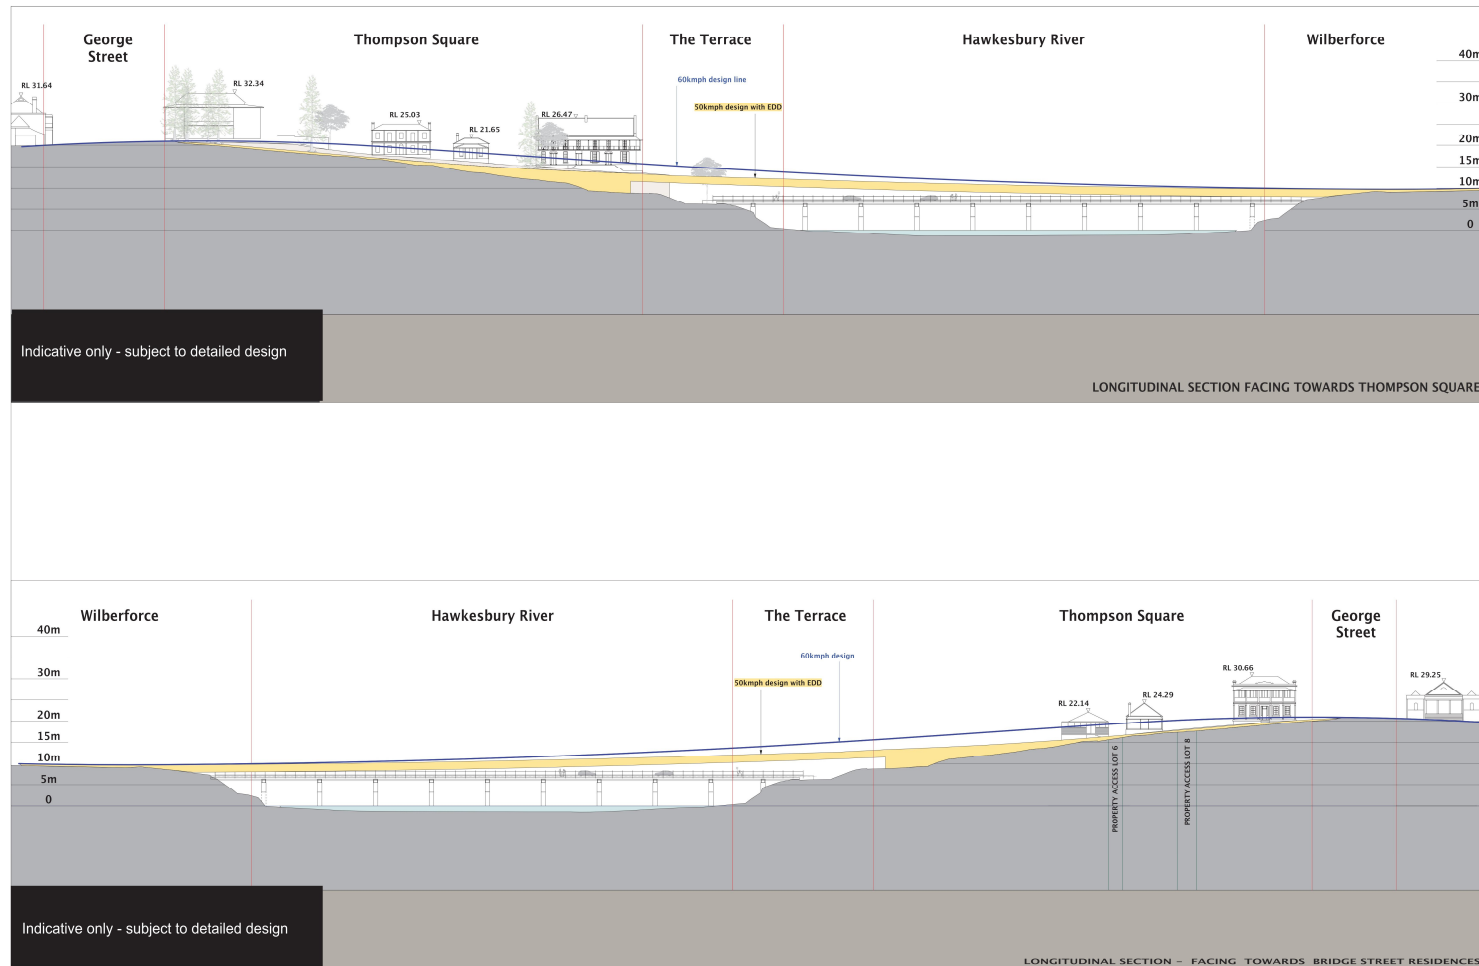 George
Street
Thompson Square
The Terrace
Hawkesbury River
Wilberforce
40m
30m
20m
15m
10m
5m
0
RL 31.64
RL 32.34
RL 25.03
RL 21.65
RL 26.47
60kmph design line
50kmph design with EDD
Indicative only - subject to detailed design
LONGITUDINAL SECTION FACING TOWARDS THOMPSON SQUARE
Wilberforce
Hawkesbury River
The Terrace
Thompson Square
George
Street
40m
30m
20m
15m
10m
5m
0
60kmph design
50kmph design with EDD
RL 22.14
RL 24.29
RL 30.66
RL 29.25
PROPERTY ACCESS LOT 6
PROPERTY ACCESS LOT 8
Indicative only - subject to detailed design
LONGITUDINAL SECTION - FACING TOWARDS BRIDGE STREET RESIDENCES